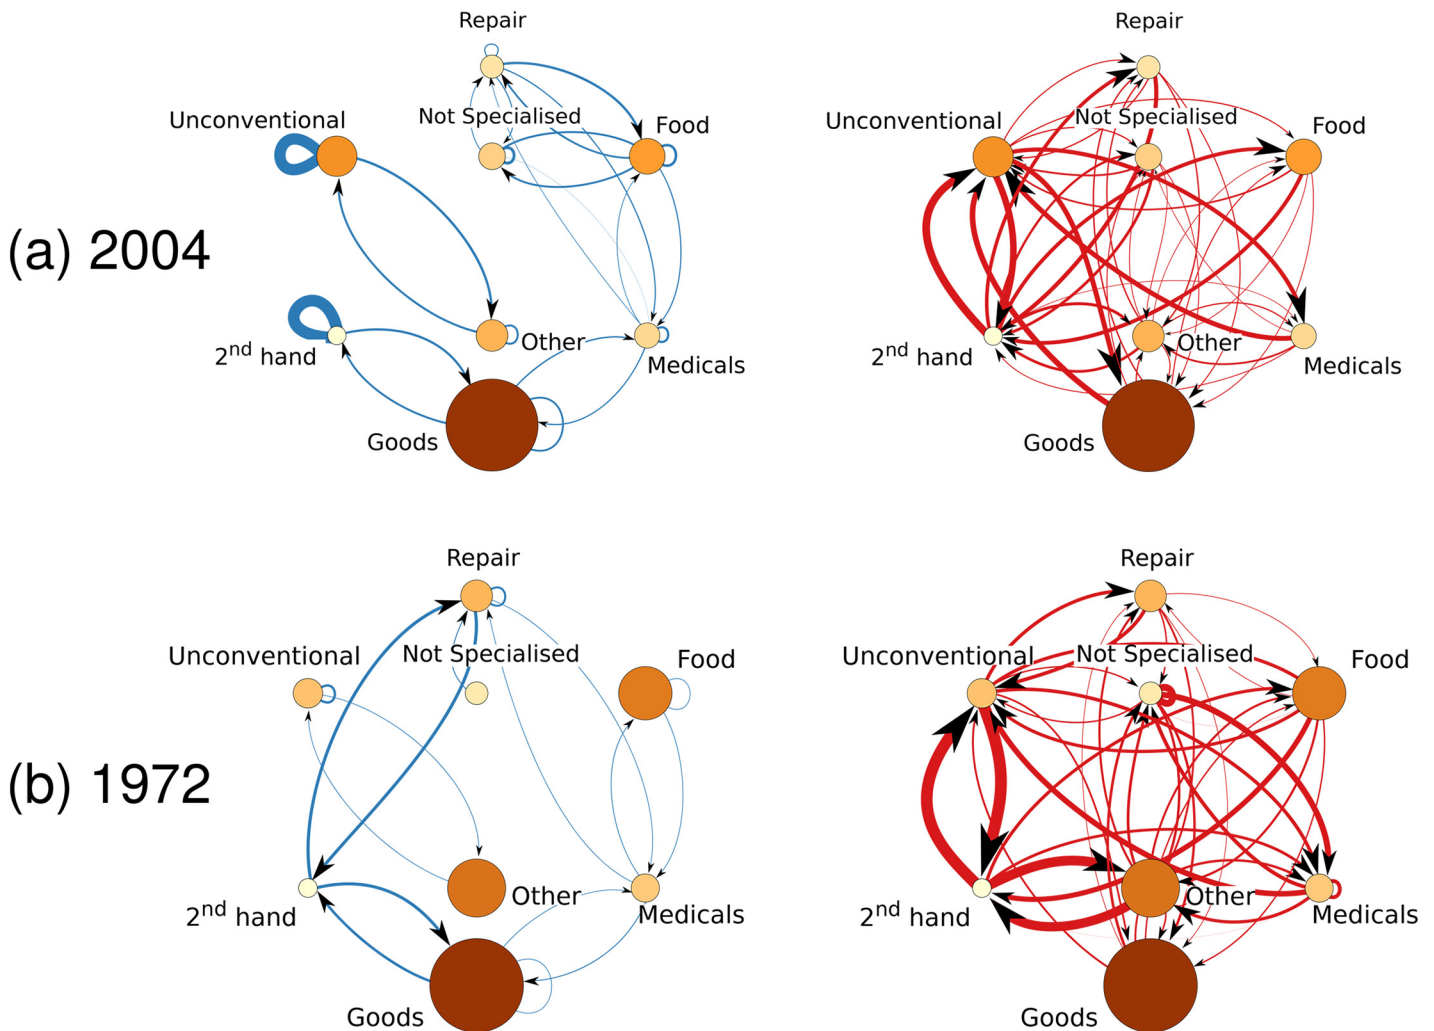 Repair
Repair
Unconventional
Not Specialised
Food
Unconventional
Not Specialised
Food
(a) 2004
2nd hand
Other
Medicals
2nd hand
Other
Medicals
Goods
Goods
Repair
Repair
Unconventional
Not Specialised
Food
Unconventional
Not Specialised
Food
(b) 1972
2nd hand
Other
Medicals
2nd hand
Other
Medicals
Goods
Goods